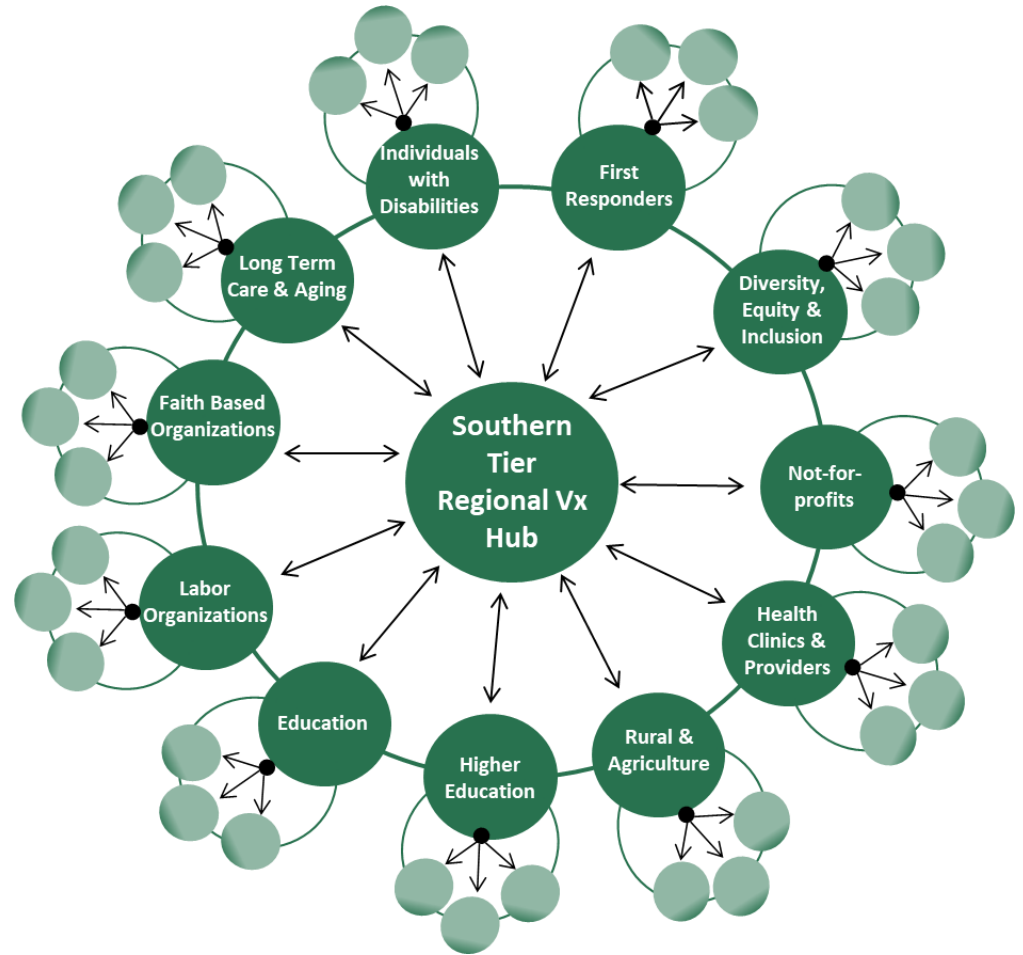 Individuals
with
Disabilities
First
Responders
Long Term
Care & Aging
Diversity,
Equity &
Inclusion
Faith Based
Organizations
Southern
Tier
Regional Vx
Hub
Not-for-
profits
Labor
Organizations
Health
Clinics &
Providers
Education
Higher
Education
Rural &
Agriculture